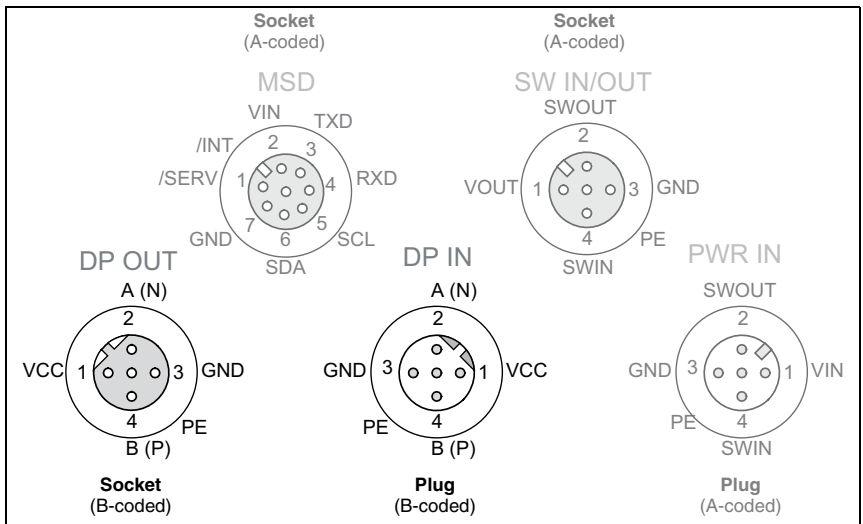 Socket
(A-coded)
Socket
(A-coded)
MSD
SW IN/OUT
VIN
TXD
/INT
/SERV
RXD
GND
SCL
SDA
1
2
3
4
5
6
7
SWOUT
VOUT
GND
PE
SWIN
1
2
3
4
DP OUT
A (N)
2
VCC
1
3
GND
4
PE
B (P)
Socket
(B-coded)
DP IN
A (N)
2
GND
3
1
VCC
4
PE
B (P)
Plug
(B-coded)
PWR IN
SWOUT
2
GND
3
1
VIN
PE
4
SWIN
Plug
(A-coded)